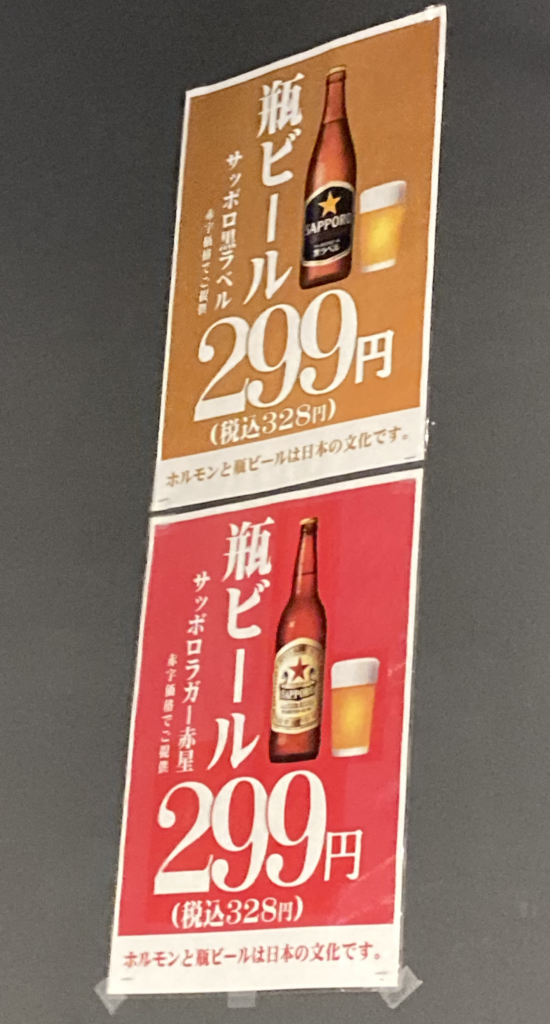 瓶ビール
サッポロ黒ラベル
赤字価格でご提供
SAPPORO
黒ラベル
299円
(税込328円)
ホルモンと瓶ビールは日本の文化です。
瓶ビール
サッポロラガー赤星
赤字価格でご提供
SAPPORO
299円
(税込328円)
ホルモンと瓶ビールは日本の文化です。